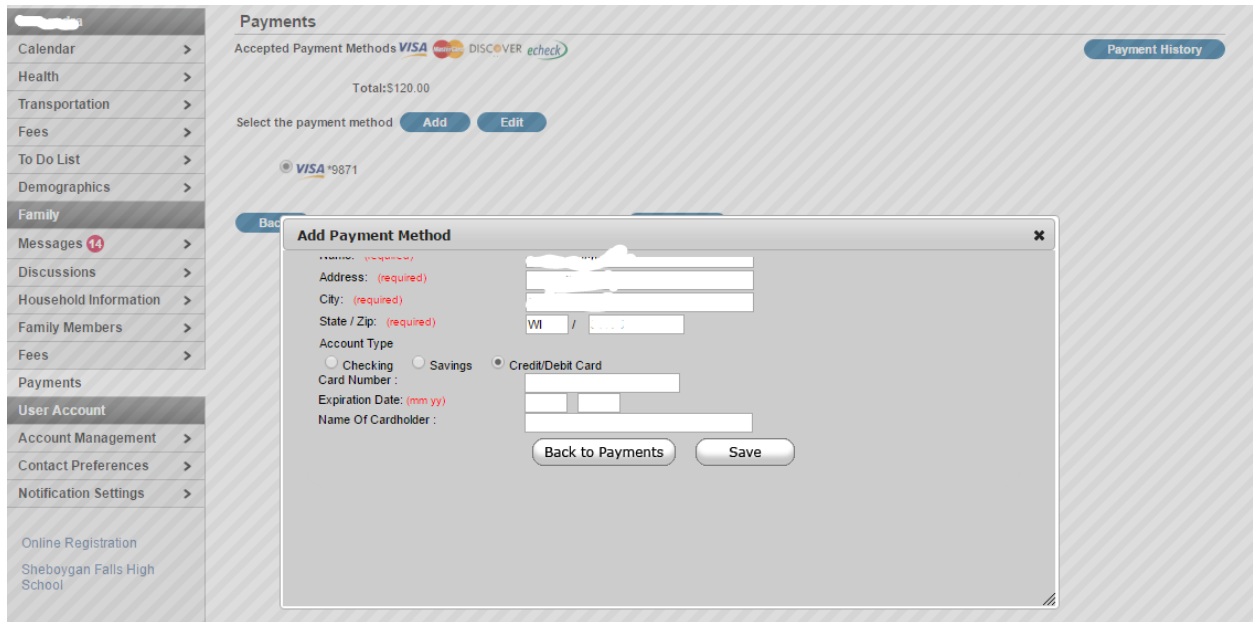 Payments
Accepted Payment Methods VISA MasterCard DISCOVER echeck
Payment History
Total:$120.00
Select the payment method Add Edit
VISA *9871
Calendar
Health
Transportation
Fees
To Do List
Demographics
Family
Messages 14
Discussions
Household Information
Family Members
Fees
Payments
User Account
Account Management
Contact Preferences
Notification Settings
Online Registration
Sheboygan Falls High
School
Add Payment Method
Name: (required)
Address: (required)
City: (required)
State / Zip: (required) WI /
Account Type
Checking Savings Credit/Debit Card
Card Number :
Expiration Date: (mm yy)
Name Of Cardholder :
Back to Payments Save